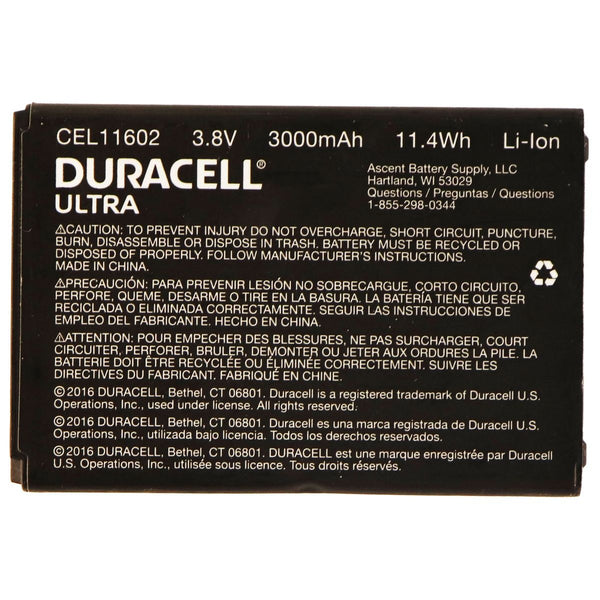 CEL11602 3.8V 3000mAh 11.4Wh Li-Ion
DURACELL®
ULTRA
Ascent Battery Supply, LLC
Hartland, WI 53029
Questions / Preguntas / Questions
1-855-298-0344
⚠CAUTION: TO PREVENT INJURY DO NOT OVERCHARGE, SHORT CIRCUIT, PUNCTURE,
BURN, DISASSEMBLE OR DISPOSE IN TRASH. BATTERY MUST BE RECYCLED OR
DISPOSED OF PROPERLY. FOLLOW MANUFACTURER'S INSTRUCTIONS.
MADE IN CHINA.
⚠CAUCIÓN: PARA PREVENIR LESIÓN NO SOBRECARGUE, CORTO CIRCUITO,
PERFORE, QUEME, DESARME O TIRE EN LA BASURA. LA BATERÍA TIENE QUE SER
RECICLADA O ELIMINADA CORRECTAMENTE. SEGUIR LAS INSTRUCCIONES DE
EMPLEO DEL FABRICANTE. HECHO EN CHINA.
⚠ATTENTION: POUR EMPECHER DES BLESSURES, NE PAS SURCHARGER, COURT
CIRCUITER, PERFORER, BRULER, DEMONTER OU JETER AUX ORDURES LA PILE. LA
BATTERIE DOIT ÊTRE RECYCLÉE OU ÉLIMINÉE CORRECTEMENT. SUIVRE LES
DIRECTIVES DU FABRICANT. FABRIQUÉ EN CHINE.
©2016 DURACELL, Bethel, CT 06801. Duracell is a registered trademark of Duracell U.S.
Operations, Inc., used under license. All rights reserved.
©2016 DURACELL, Bethel, CT 06801. Duracell es una marca registrada de Duracell U.S.
Operations, Inc., usada bajo licencia. Todos los derechos reservados.
©2016 DURACELL, Bethel, CT 06801. DURACELL est une marque enregistrée par Duracell
U.S. Operations, Inc., utilisée sous licence. Tous droits réservés.